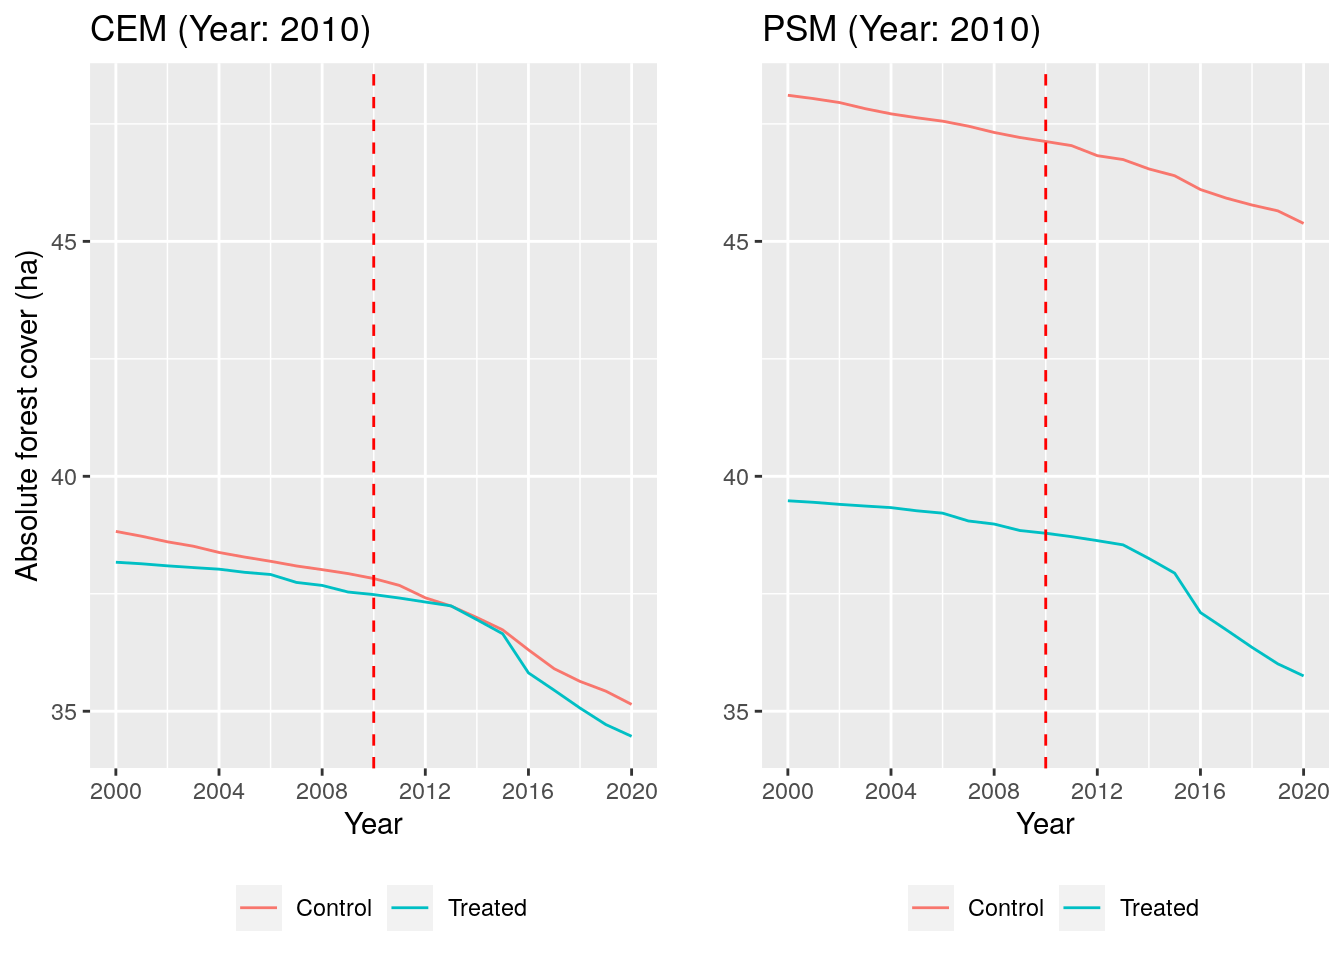 CEM (Year: 2010)
Absolute forest cover (ha)
45
40
35
2000 2004 2008 2012 2016 2020
Year
Control Treated
PSM (Year: 2010)
45
40
35
2000 2004 2008 2012 2016 2020
Year
Control Treated